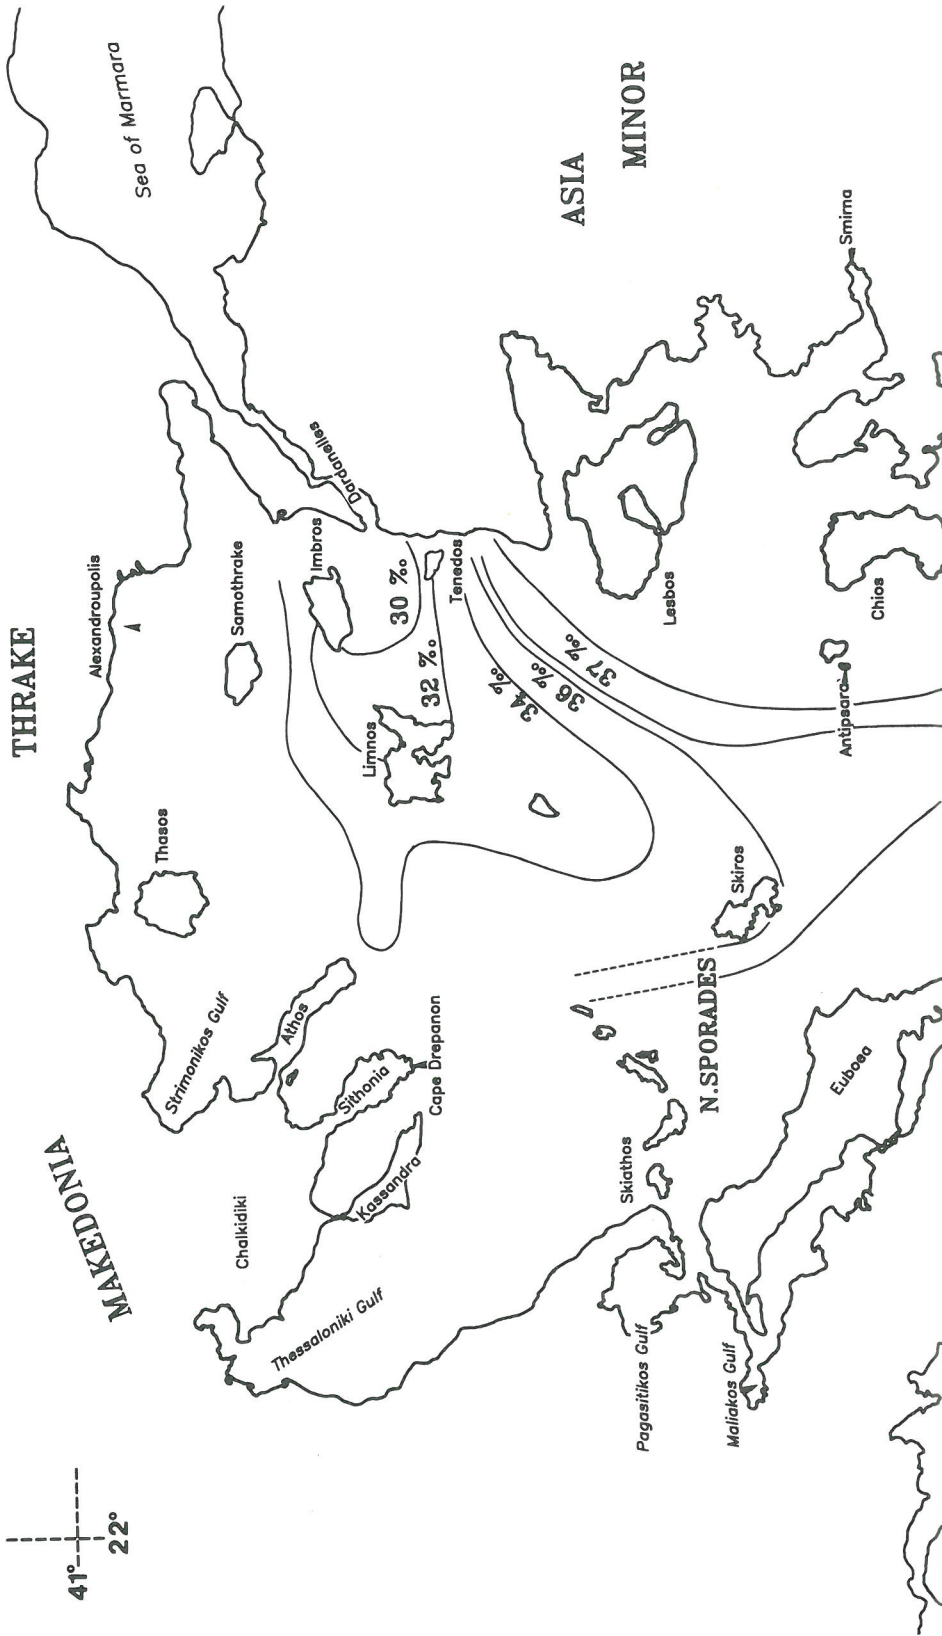 41°
22°
MAKEDONIA
THRAKE
Sea of Marmara
Alexandroupolis
Samothrake
Thasos
Strimonikos Gulf
Chalkidiki
Athos
Sithonia
Kassandra
Cape Drepanon
Thessaloniki Gulf
Limnos
Imbros
Dardanelles
30 ‰
32 ‰
Tenedos
34 ‰
36 ‰
37 ‰
ASIA
MINOR
Lesbos
Smirna
Chios
Antipsara
Skiros
N.SPORADES
Skiathos
Euboea
Pagasitikos Gulf
Maliakos Gulf